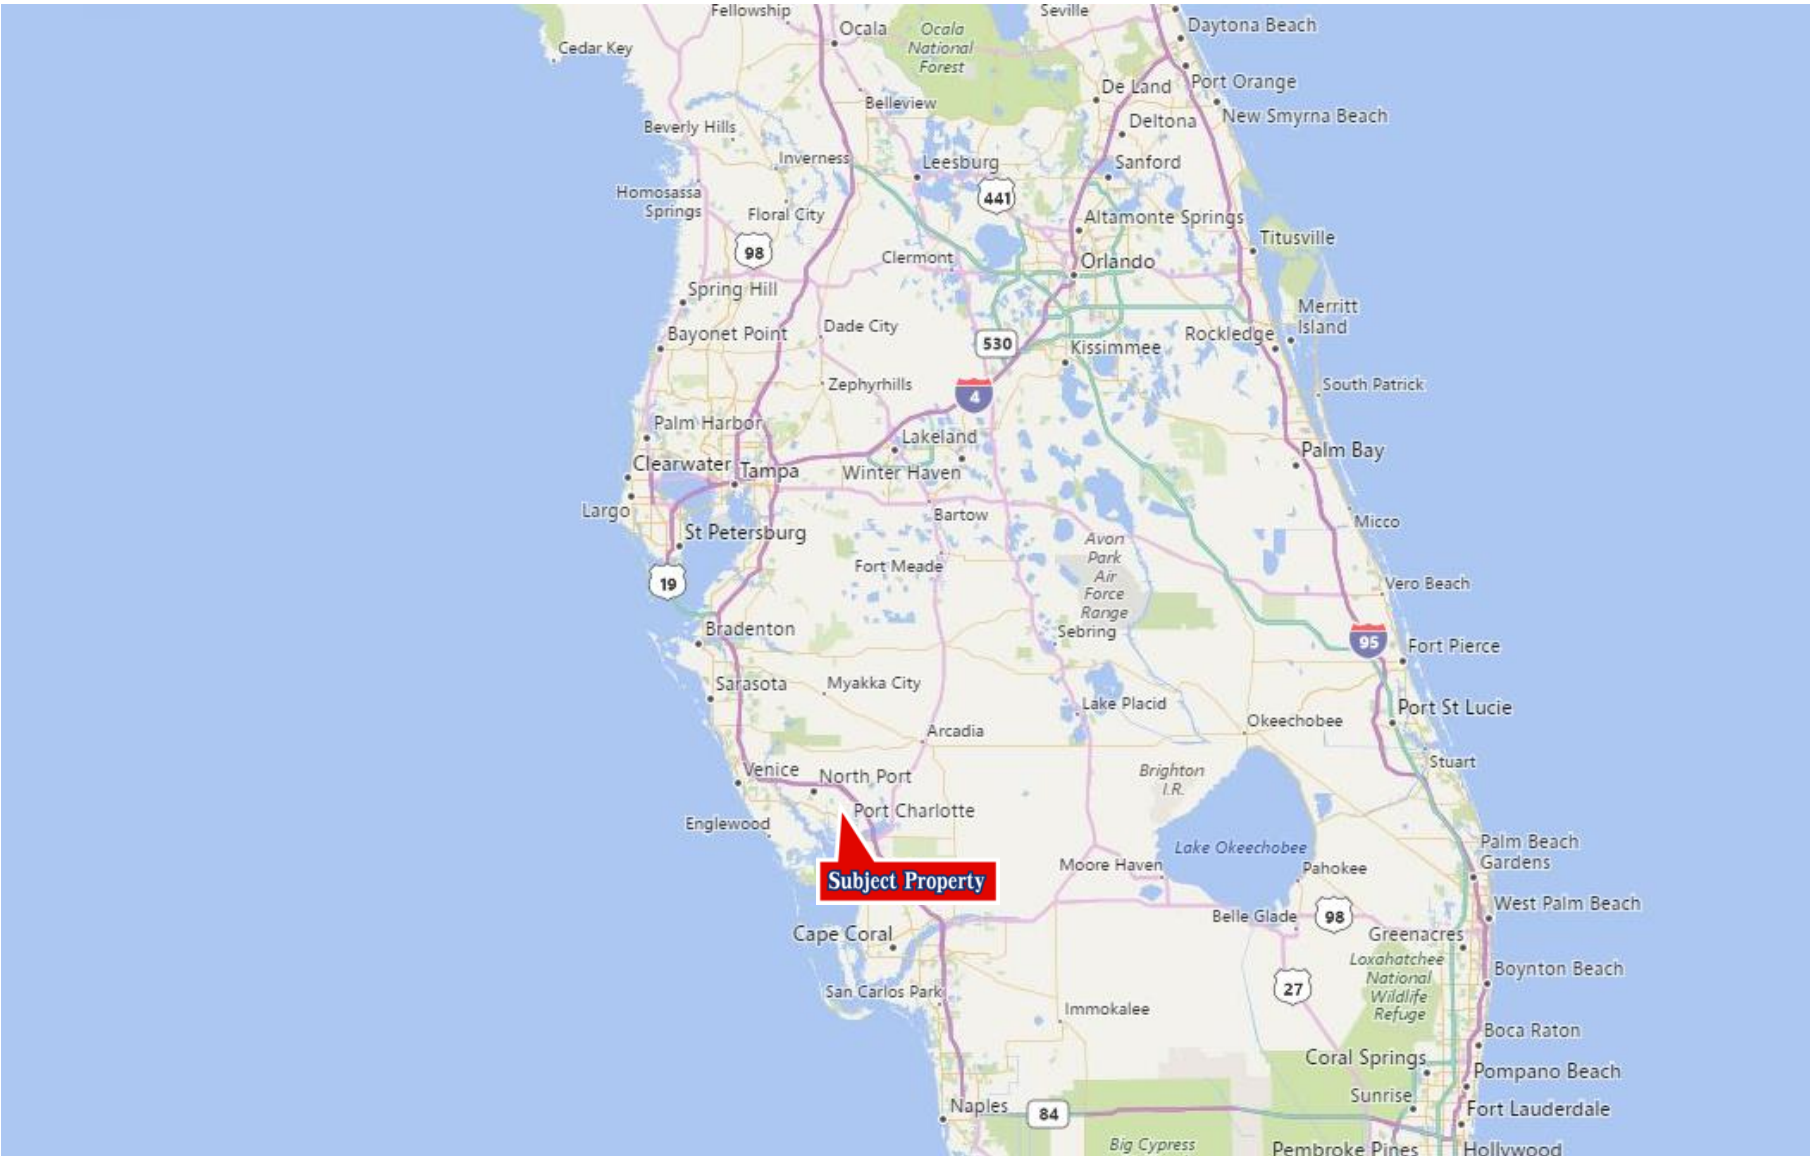 Fellowship
Seville
Ocala
Ocala
National
Forest
Daytona Beach
Cedar Key
De Land
Port Orange
Belleview
New Smyrna Beach
Beverly Hills
Deltona
Inverness
Leesburg
Sanford
441
Homosassa
Springs
Floral City
Altamonte Springs
98
Titusville
Clermont
Orlando
Spring Hill
Merritt
Island
Bayonet Point
Dade City
530
Kissimmee
Rockledge
Zephyrhills
4
South Patrick
Palm Harbor
Lakeland
Clearwater
Tampa
Winter Haven
Palm Bay
Largo
Bartow
Micco
St Petersburg
Avon
Park
Air
Force
Range
Fort Meade
19
Vero Beach
Bradenton
Sebring
95
Fort Pierce
Sarasota
Myakka City
Lake Placid
Port St Lucie
Okeechobee
Arcadia
Venice
North Port
Brighton
I.R.
Stuart
Port Charlotte
Englewood
Lake Okeechobee
Palm Beach
Gardens
Moore Haven
Pahokee
Subject Property
Belle Glade
98
West Palm Beach
Cape Coral
Greenacres
Loxahatchee
National
Wildlife
Refuge
Boynton Beach
San Carlos Park
27
Immokalee
Boca Raton
Coral Springs
Pompano Beach
Sunrise
Naples
84
Fort Lauderdale
Big Cypress
Pembroke Pines
Hollywood